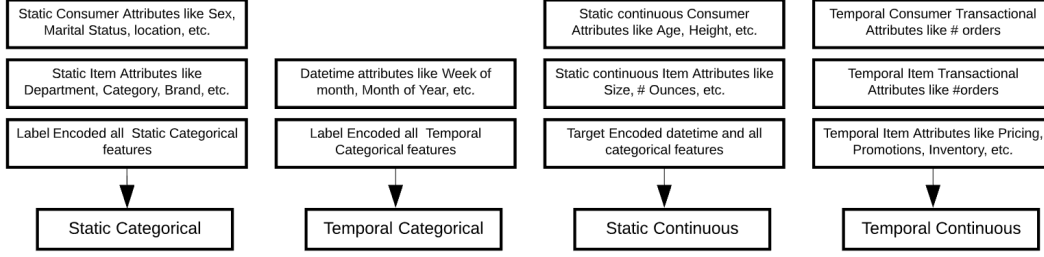 Static Consumer Attributes like Sex,
Marital Status, location, etc.
Static Item Attributes like
Department, Category, Brand, etc.
Label Encoded all  Static Categorical
features
Static Categorical
Datetime attributes like Week of
month, Month of Year, etc.
Label Encoded all  Temporal
Categorical features
Temporal Categorical
Static continuous Consumer
Attributes like Age, Height, etc.
Static continuous Item Attributes like
Size, # Ounces, etc.
Target Encoded datetime and all
categorical features
Static Continuous
Temporal Consumer Transactional
Attributes like # orders
Temporal Item Transactional
Attributes like #orders
Temporal Item Attributes like Pricing,
Promotions, Inventory, etc.
Temporal Continuous